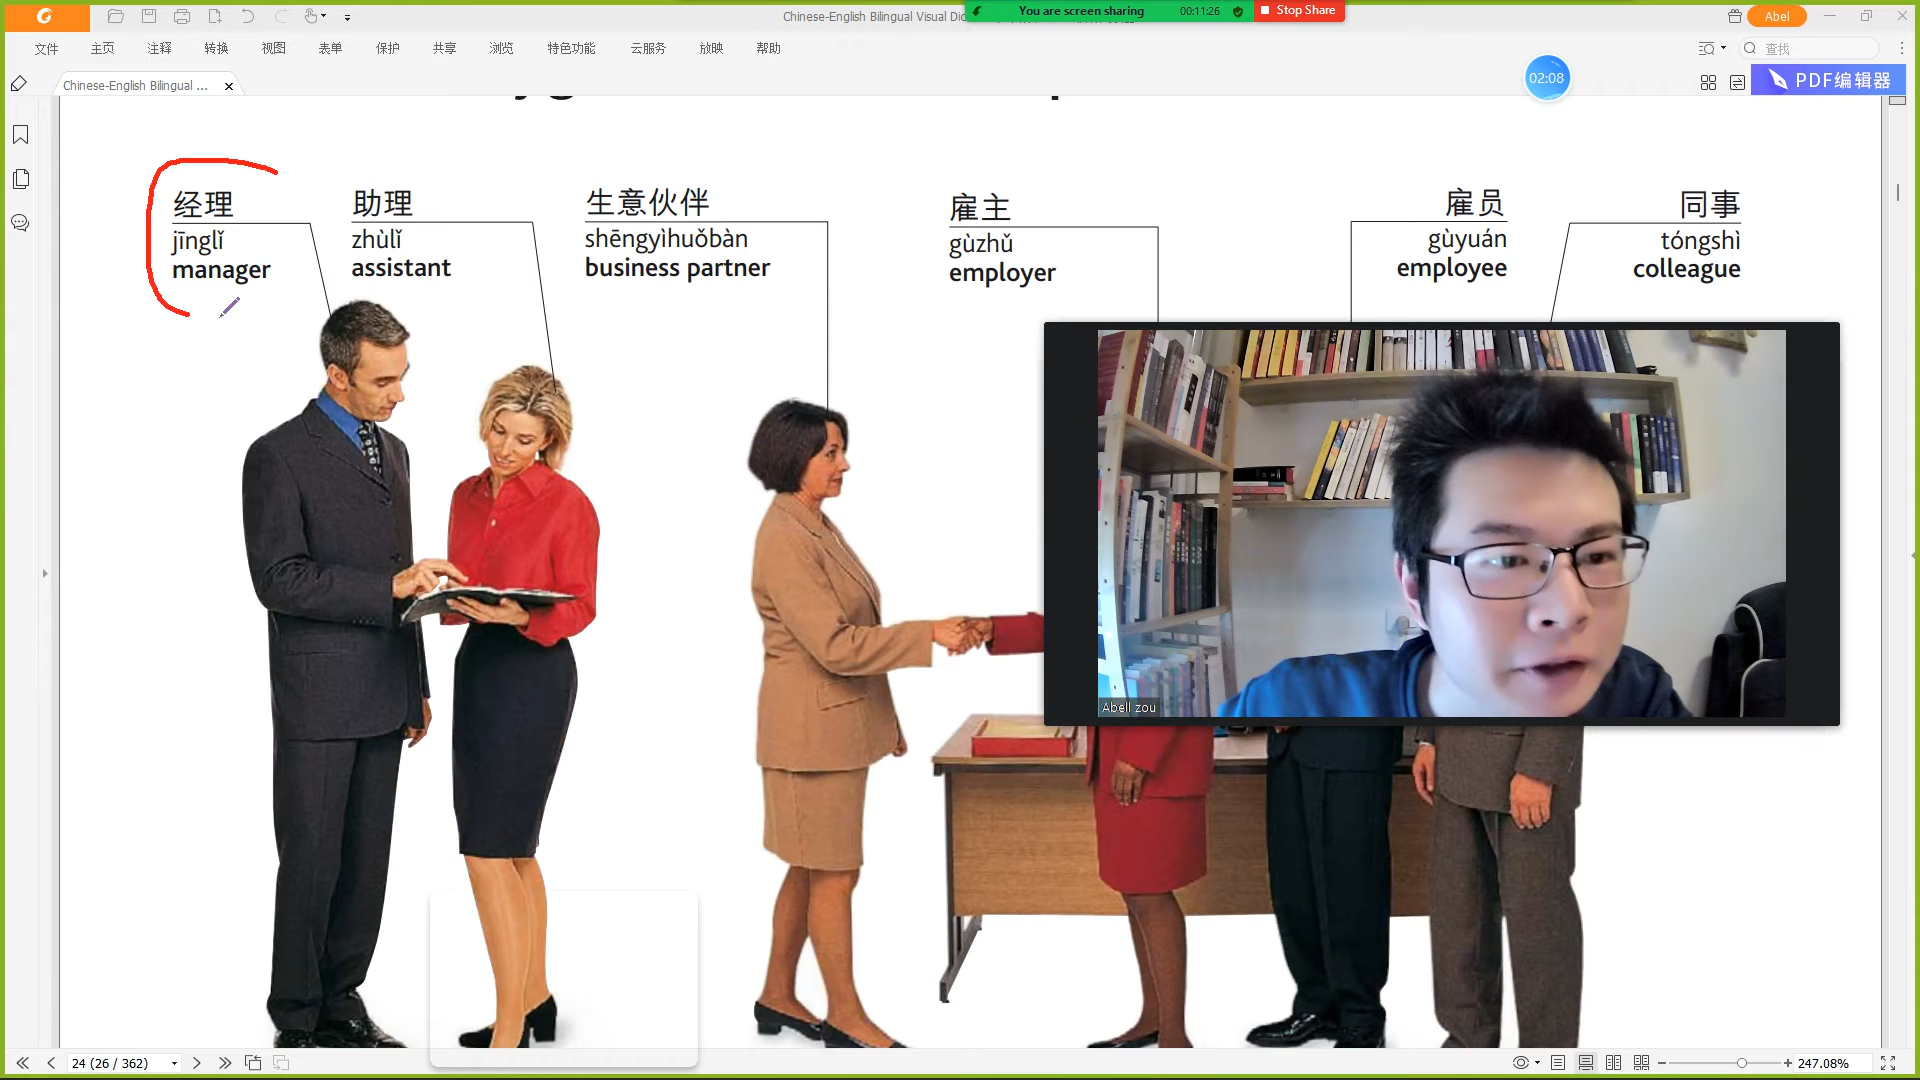 Chinese-English Bilingual Visual Dic
You are screen sharing
00:11:26
Stop Share
Abel
文件
主页
注释
转换
视图
表单
保护
共享
浏览
特色功能
云服务
放映
帮助
查找
Chinese-English Bilingual ...
02:08
PDF编辑器
经理
jīnglǐ
manager
助理
zhùlǐ
assistant
生意伙伴
shēngyìhuǒbàn
business partner
雇主
gùzhǔ
employer
雇员
gùyuán
employee
同事
tóngshì
colleague
Abell zou
24 (26 / 362)
247.08%